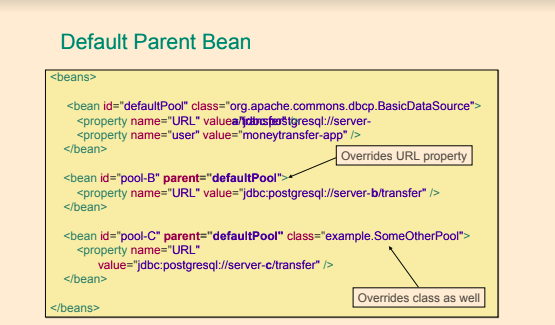 Default Parent Bean
<beans>
<bean id="defaultPool" class="org.apache.commons.dbcp.BasicDataSource">
<property name="URL" value="jdbc:postgresql://server-
a/transfer" />
<property name="user" value="moneytransfer-app" />
</bean>
Overrides URL property
<bean id="pool-B" parent="defaultPool">
<property name="URL" value="jdbc:postgresql://server-b/transfer" />
</bean>
<bean id="pool-C" parent="defaultPool" class="example.SomeOtherPool">
<property name="URL"
value="jdbc:postgresql://server-c/transfer" />
</bean>
Overrides class as well
</beans>